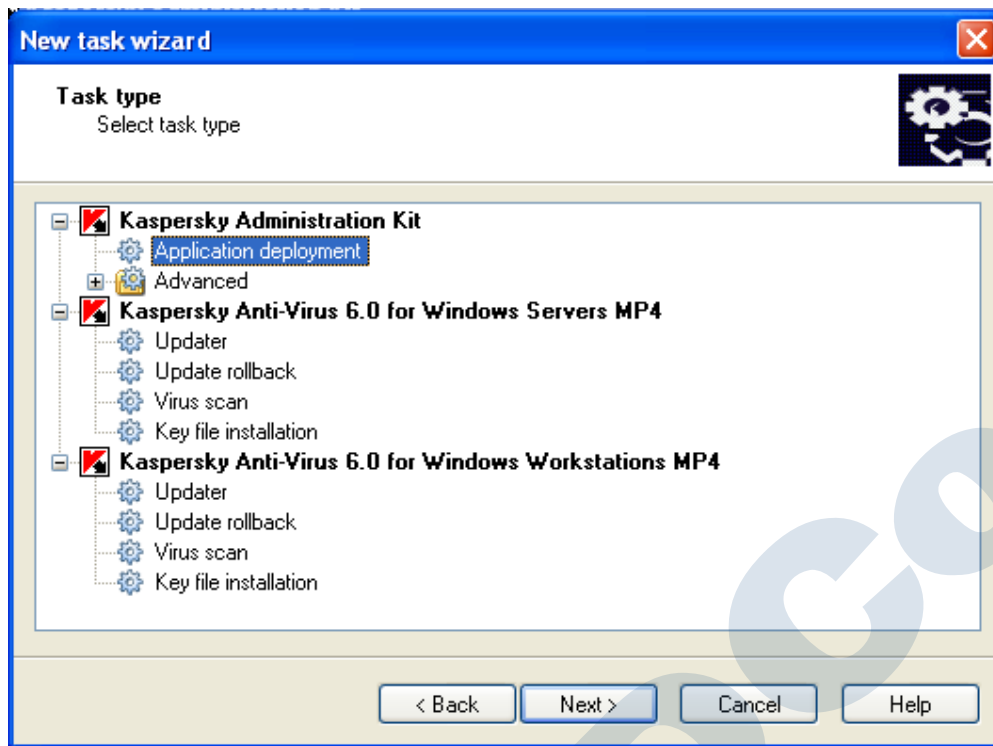 New task wizard
Task type
Select task type
Kaspersky Administration Kit
Application deployment
Advanced
Kaspersky Anti-Virus 6.0 for Windows Servers MP4
Updater
Update rollback
Virus scan
Key file installation
Kaspersky Anti-Virus 6.0 for Windows Workstations MP4
Updater
Update rollback
Virus scan
Key file installation
< Back Next > Cancel Help